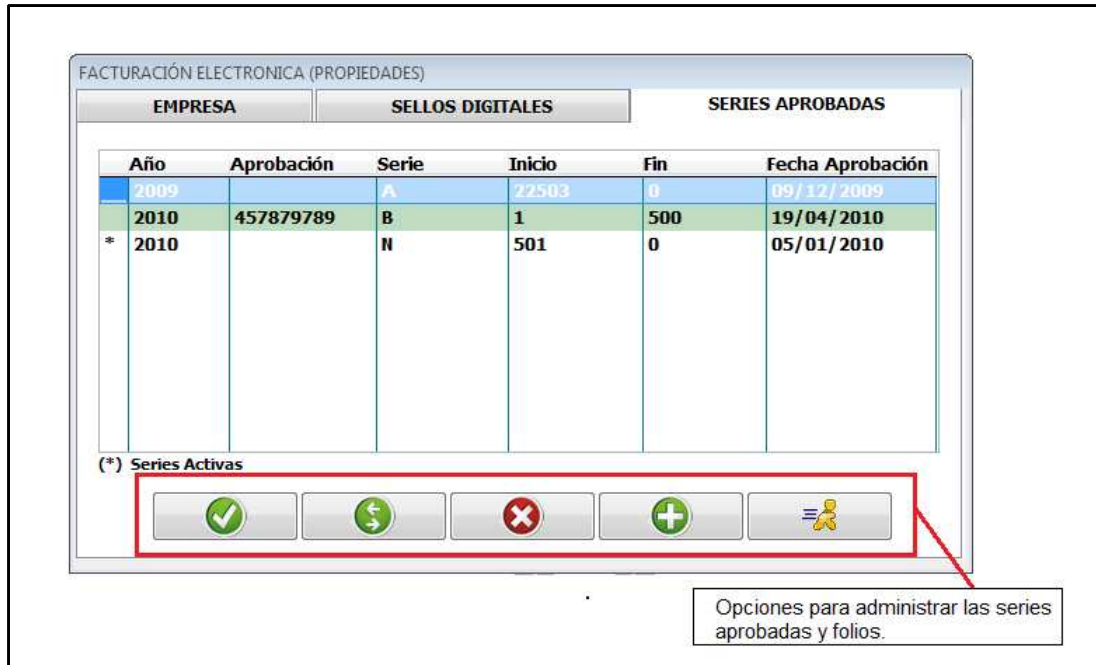 FACTURACIÓN ELECTRONICA (PROPIEDADES)
EMPRESA SELLOS DIGITALES SERIES APROBADAS
Año Aprobación Serie Inicio Fin Fecha Aprobación
2009 A 22503 0 09/12/2009
2010 457879789 B 1 500 19/04/2010
* 2010 N 501 0 05/01/2010
(*) Series Activas
.
Opciones para administrar las series
aprobadas y folios.